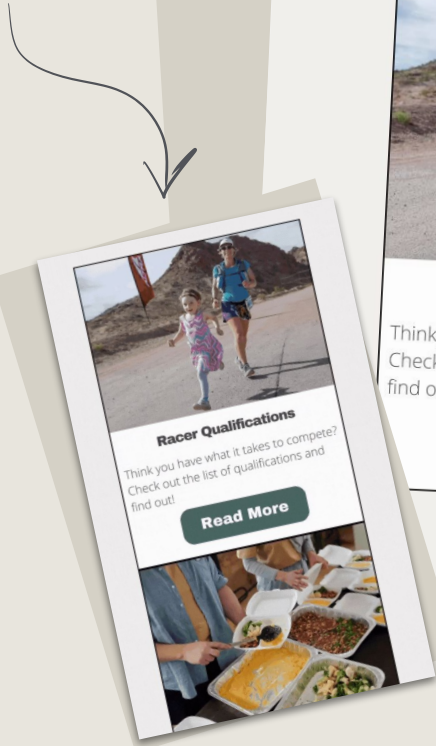 Racer Qualifications
Think you have what it takes to compete?
Check out the list of qualifications and
find out!
Read More
Think
Check
find o